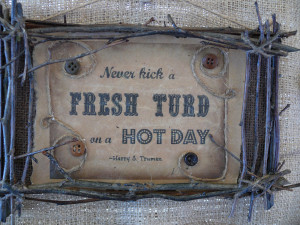 Never kick a
FRESH TURD
on a HOT DAY
-Harry S. Truman